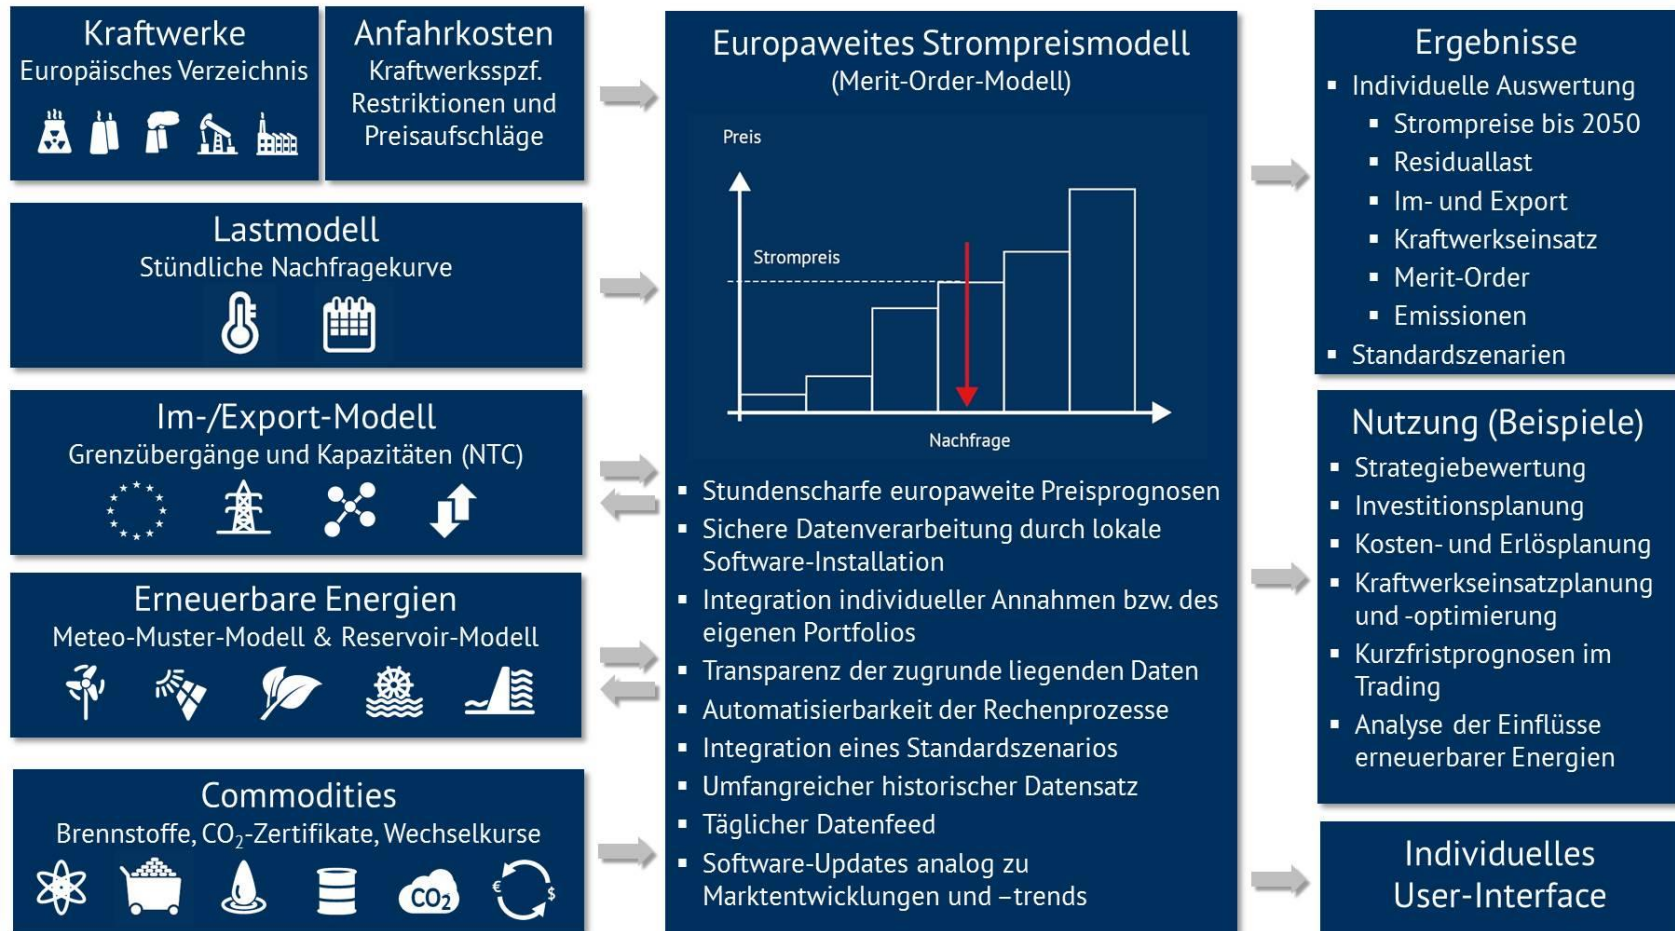 Kraftwerke
Europäisches Verzeichnis
Anfahrkosten
Kraftwerksspzf.
Restriktionen und
Preisaufschläge
Lastmodell
Stündliche Nachfragekurve
Im-/Export-Modell
Grenzübergänge und Kapazitäten (NTC)
Erneuerbare Energien
Meteo-Muster-Modell & Reservoir-Modell
Commodities
Brennstoffe, CO₂-Zertifikate, Wechselkurse
CO₂
€
$
Europaweites Strompreismodell
(Merit-Order-Modell)
Preis
Strompreis
Nachfrage
▪ Stundenscharfe europaweite Preisprognosen
▪ Sichere Datenverarbeitung durch lokale
Software-Installation
▪ Integration individueller Annahmen bzw. des
eigenen Portfolios
▪ Transparenz der zugrunde liegenden Daten
▪ Automatisierbarkeit der Rechenprozesse
▪ Integration eines Standardszenarios
▪ Umfangreicher historischer Datensatz
▪ Täglicher Datenfeed
▪ Software-Updates analog zu
Marktentwicklungen und –trends
Ergebnisse
▪ Individuelle Auswertung
▪ Strompreise bis 2050
▪ Residuallast
▪ Im- und Export
▪ Kraftwerkseinsatz
▪ Merit-Order
▪ Emissionen
▪ Standardszenarien
Nutzung (Beispiele)
▪ Strategiebewertung
▪ Investitionsplanung
▪ Kosten- und Erlösplanung
▪ Kraftwerkseinsatzplanung
und -optimierung
▪ Kurzfristprognosen im
Trading
▪ Analyse der Einflüsse
erneuerbarer Energien
Individuelles
User-Interface